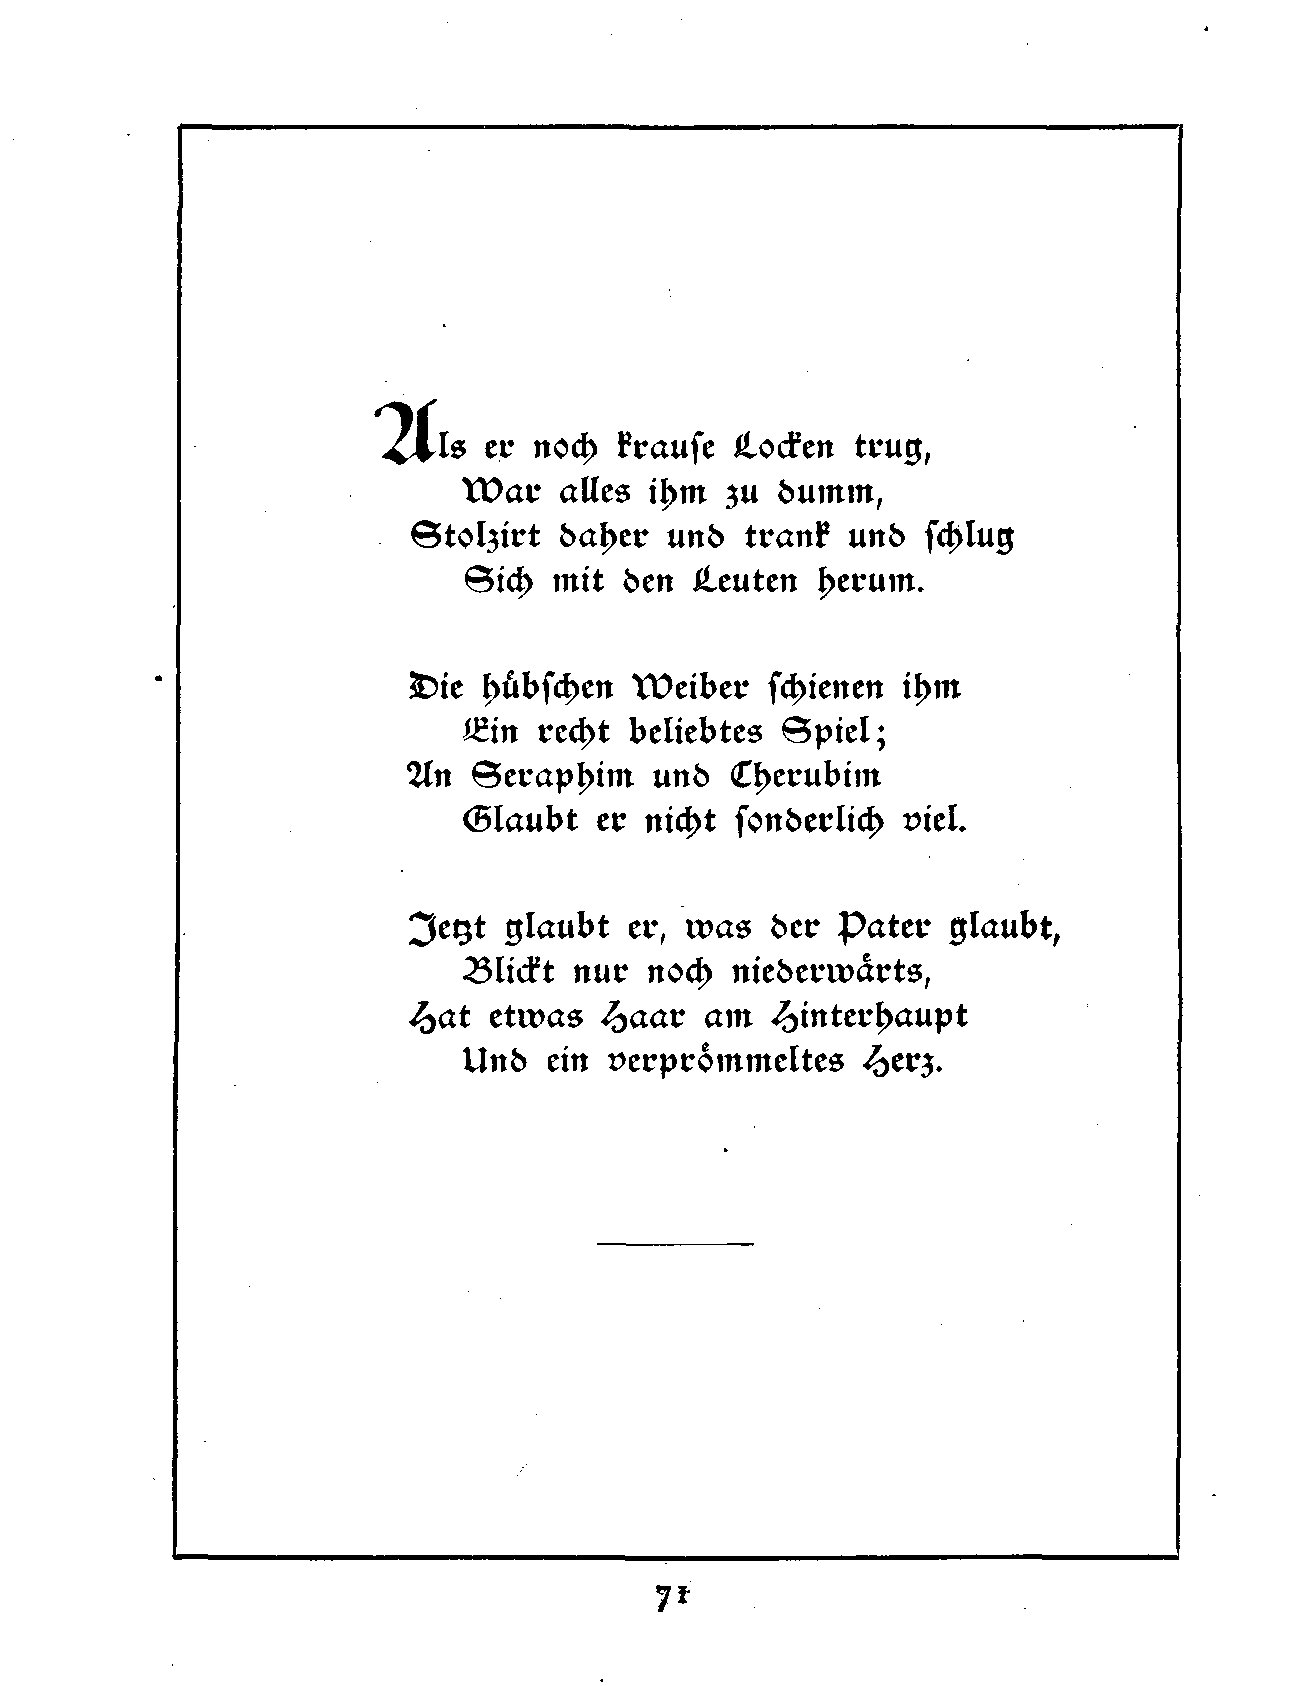 Als er noch krauſe Locken trug,
War alles ihm zu dumm,
Stolzirt daher und trank und ſchlug
Sich mit den Leuten herum.
Die hübſchen Weiber ſchienen ihm
Ein recht beliebtes Spiel;
An Seraphim und Cherubim
Glaubt er nicht ſonderlich viel.
Jetzt glaubt er, was der Pater glaubt,
Blickt nur noch niederwärts,
Hat etwas Haar am Hinterhaupt
Und ein verprömmeltes Herz.
71